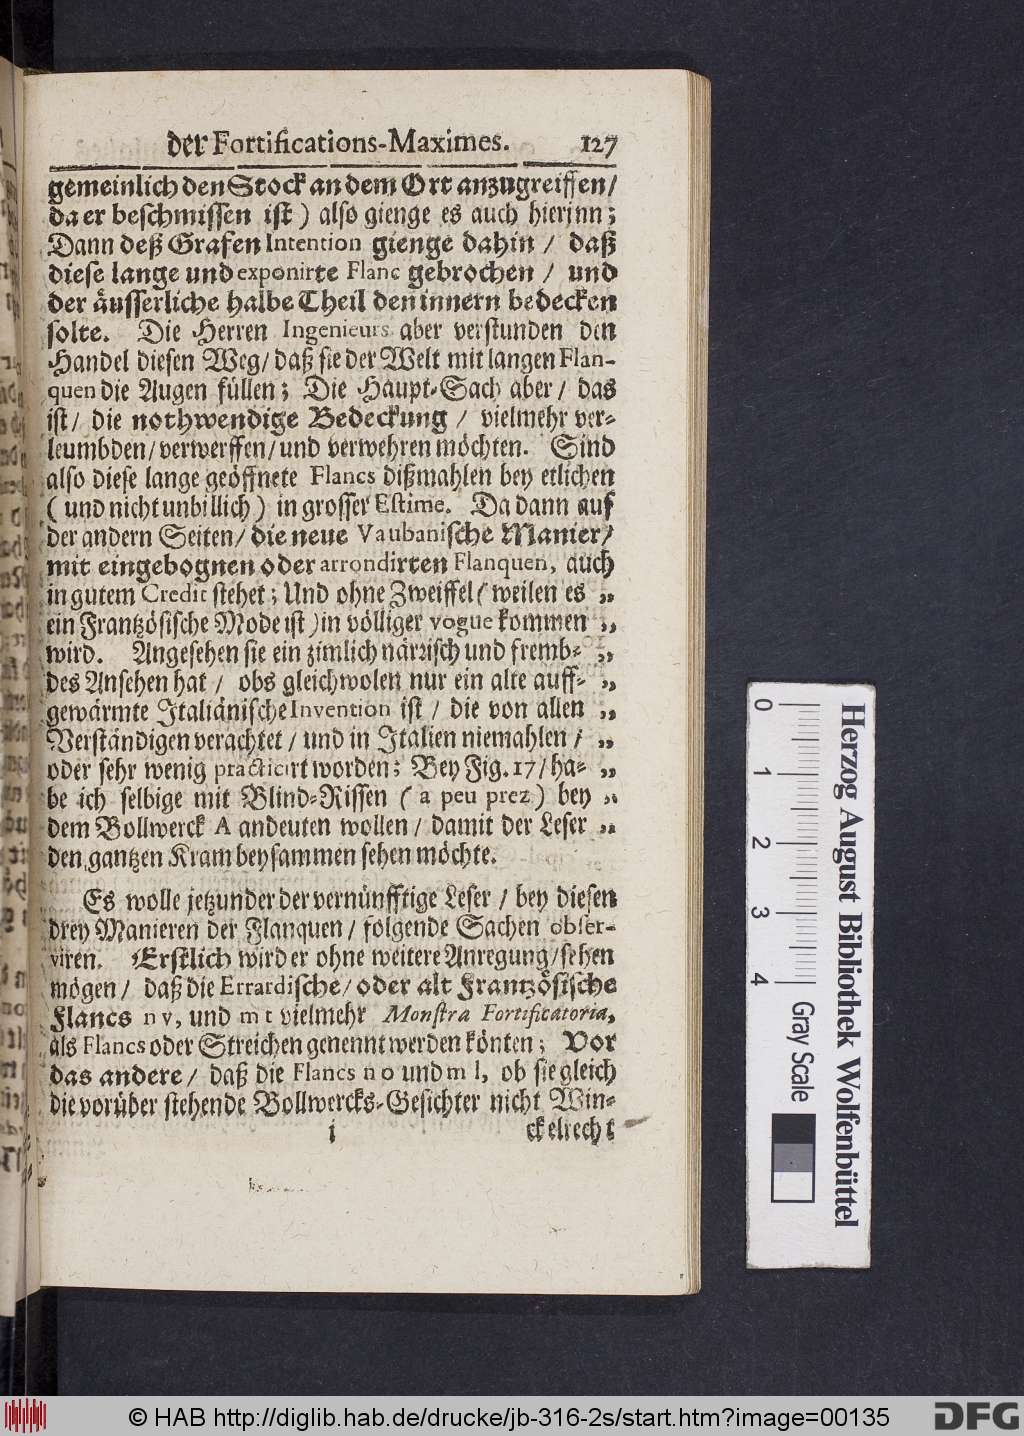 der Fortifications-Maximes. 127
gemeinlich den Stock an dem Ort anzugreiffen /
da er beschmissen ist) also gienge es auch hierinn;
Dann deß Grafen Intention gienge dahin / daß
diese lange und exponirte Flanc gebrochen / und
der äusserliche halbe Theil den innern bedecken
solte. Die Herren Ingenieurs aber verstunden den
Handel diesen Weg / daß sie der Welt mit langen Flan-
quen die Augen füllen; Die Haupt-Sach aber / das
ist / die nothwendige Bedeckung / vielmehr ver-
leumbden / verwerffen / und verwehren möchten. Sind
also diese lange geöffnete Flancs dißmahlen bey etlichen
(und nicht unbillich) in grosser Estime. Da dann auf
der andern Seiten / die neue Vaubanische Manier /
mit eingebognen oder arrondirten Flanquen, auch
in gutem Credit stehet; Und ohne Zweiffel (weilen es „
ein Frantzösische Mode ist) in völliger vogue kommen „
wird. Angesehen sie ein zimlich närrisch und fremb- „
des Ansehen hat / obs gleichwolen nur ein alte auff- „
gewärmte Italiänische Invention ist / die von allen „
Verständigen verachtet / und in Italien niemahlen / „
oder sehr wenig practicirt worden; Bey Fig. 17 / ha- „
be ich selbige mit Blind-Rissen (a peu prez) bey „
dem Bollwerck A andeuten wollen / damit der Leser „
den gantzen Kram beysammen sehen möchte.
Es wolle jetzunder der vernünfftige Leser / bey diesen
drey Manieren der Flanquen / folgende Sachen obser-
viren. Erstlich wird er ohne weitere Anregung / sehen
mögen / daß die Errardische / oder alt Frantzösische
Flancs n v, und m t vielmehr Monstra Fortificatoria,
als Flancs oder Streichen genennt werden könten; Vor
das andere / daß die Flancs n o und m l, ob sie gleich
die vorüber stehende Bollwercks-Gesichter nicht Win-
i ckelrecht
0 1 2 3 4
Herzog August Bibliothek Wolfenbüttel
Gray Scale
© HAB http://diglib.hab.de/drucke/jb-316-2s/start.htm?image=00135
DFG